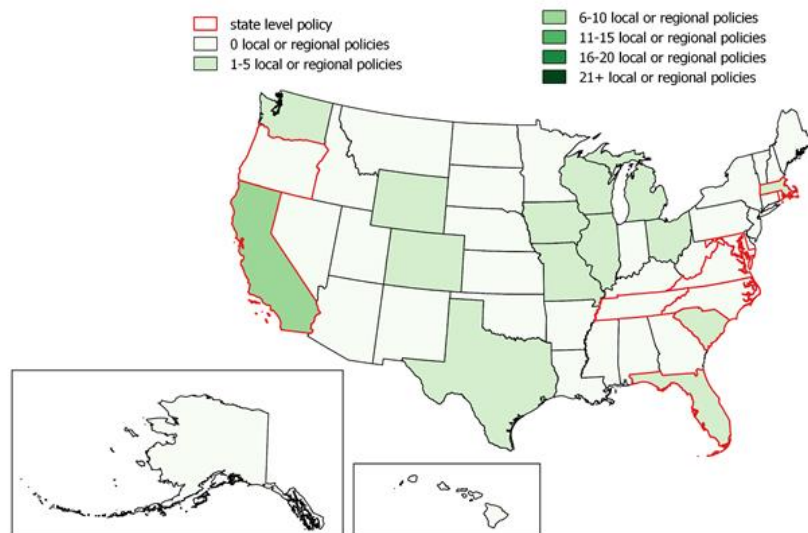 state level policy
0 local or regional policies
1-5 local or regional policies
6-10 local or regional policies
11-15 local or regional policies
16-20 local or regional policies
21+ local or regional policies